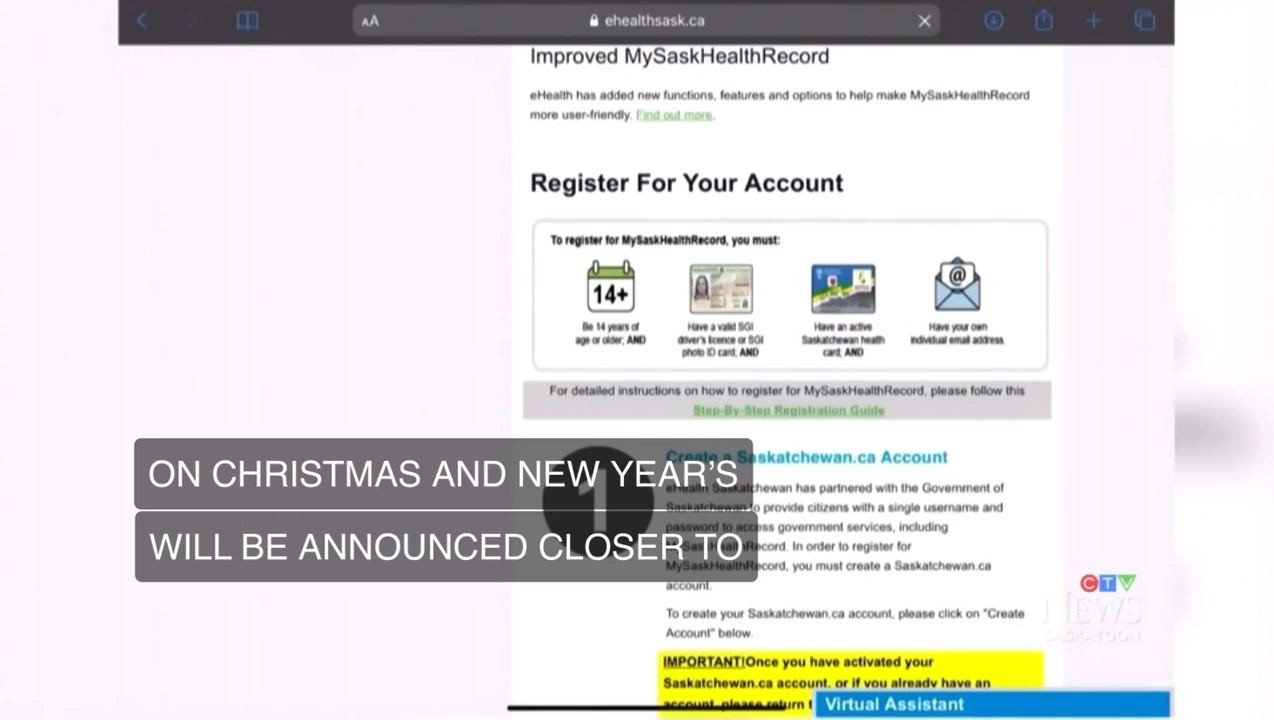 AA
ehealthsask.ca
Improved MySaskHealthRecord
eHealth has added new functions, features and options to help make MySaskHealthRecord
more user-friendly. Find out more.
Register For Your Account
To register for MySaskHealthRecord, you must:
14+
Be 14 years of
age or older, AND
Have a valid SGI
driver's licence or SGI
photo ID card, AND
Have an active
Saskatchewan health
card, AND
@
Have your own
individual email address.
For detailed instructions on how to register for MySaskHealthRecord, please follow this
Step-By-Step Registration Guide
1
Create a Saskatchewan.ca Account
eHealth Saskatchewan has partnered with the Government of
Saskatchewan to provide citizens with a single username and
password to access government services, including
MySaskHealthRecord. In order to register for
MySaskHealthRecord, you must create a Saskatchewan.ca
account.
To create your Saskatchewan.ca account, please click on "Create
Account" below.
IMPORTANT!Once you have activated your
Saskatchewan.ca account, or if you already have an
account, please return
Virtual Assistant
ON CHRISTMAS AND NEW YEAR'S
WILL BE ANNOUNCED CLOSER TO
CTV
NEWS
SASKATOON